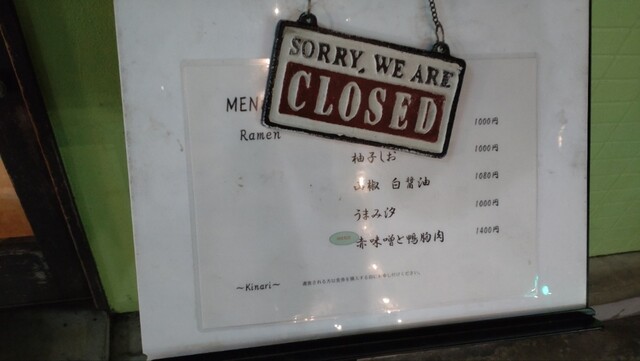 SORRY, WE ARE
CLOSED
MEN
Ramen
1000円
柚子しお 1000円
山椒 白醤油 1080円
うまみ汐 1000円
赤味噌と鴨胸肉 1400円
~Kinari~